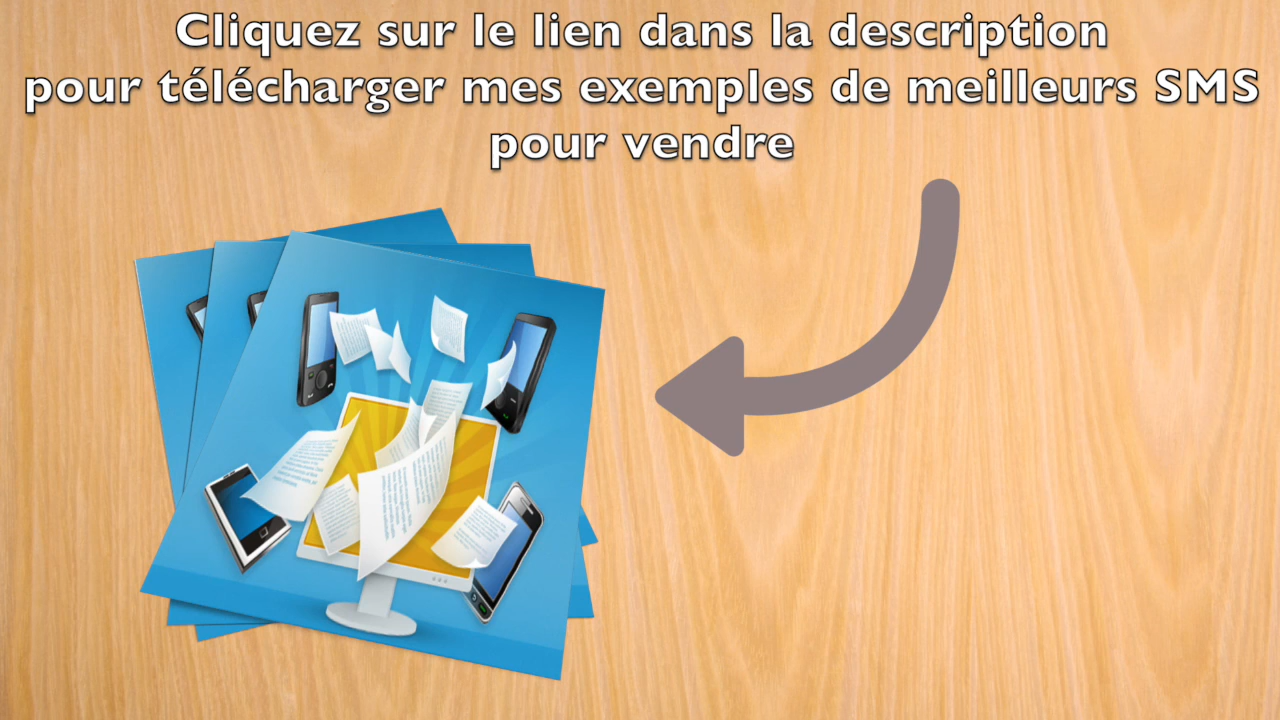 Cliquez sur le lien dans la description
pour télécharger mes exemples de meilleurs SMS
pour vendre